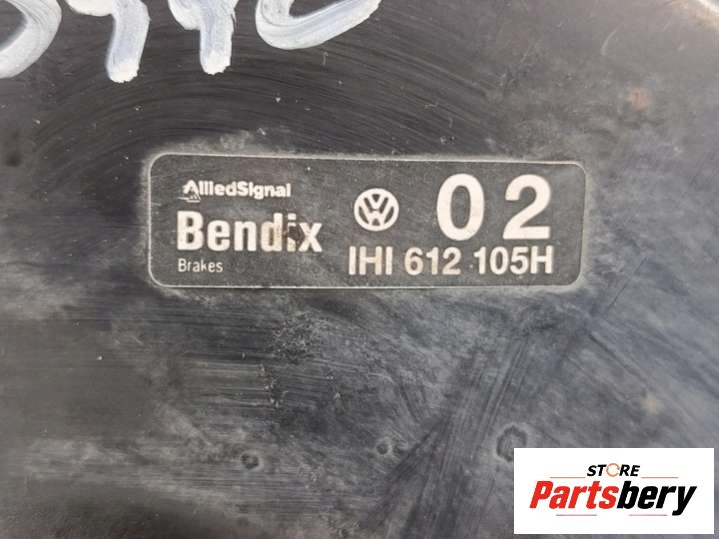 AlliedSignal
Bendix
Brakes
02
IHI 612 105H
STORE
Partsbery